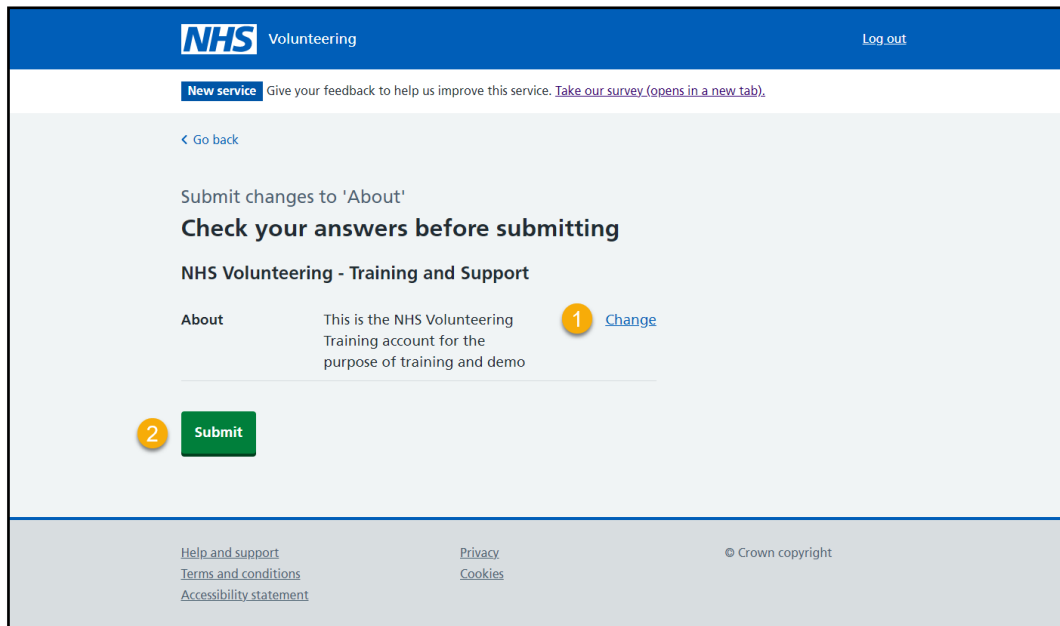 NHS Volunteering Log out
New service Give your feedback to help us improve this service. Take our survey (opens in a new tab).
Go back
Submit changes to 'About'
Check your answers before submitting
NHS Volunteering - Training and Support
About This is the NHS Volunteering 1 Change
Training account for the
purpose of training and demo
2 Submit
Help and support Privacy © Crown copyright
Terms and conditions Cookies
Accessibility statement